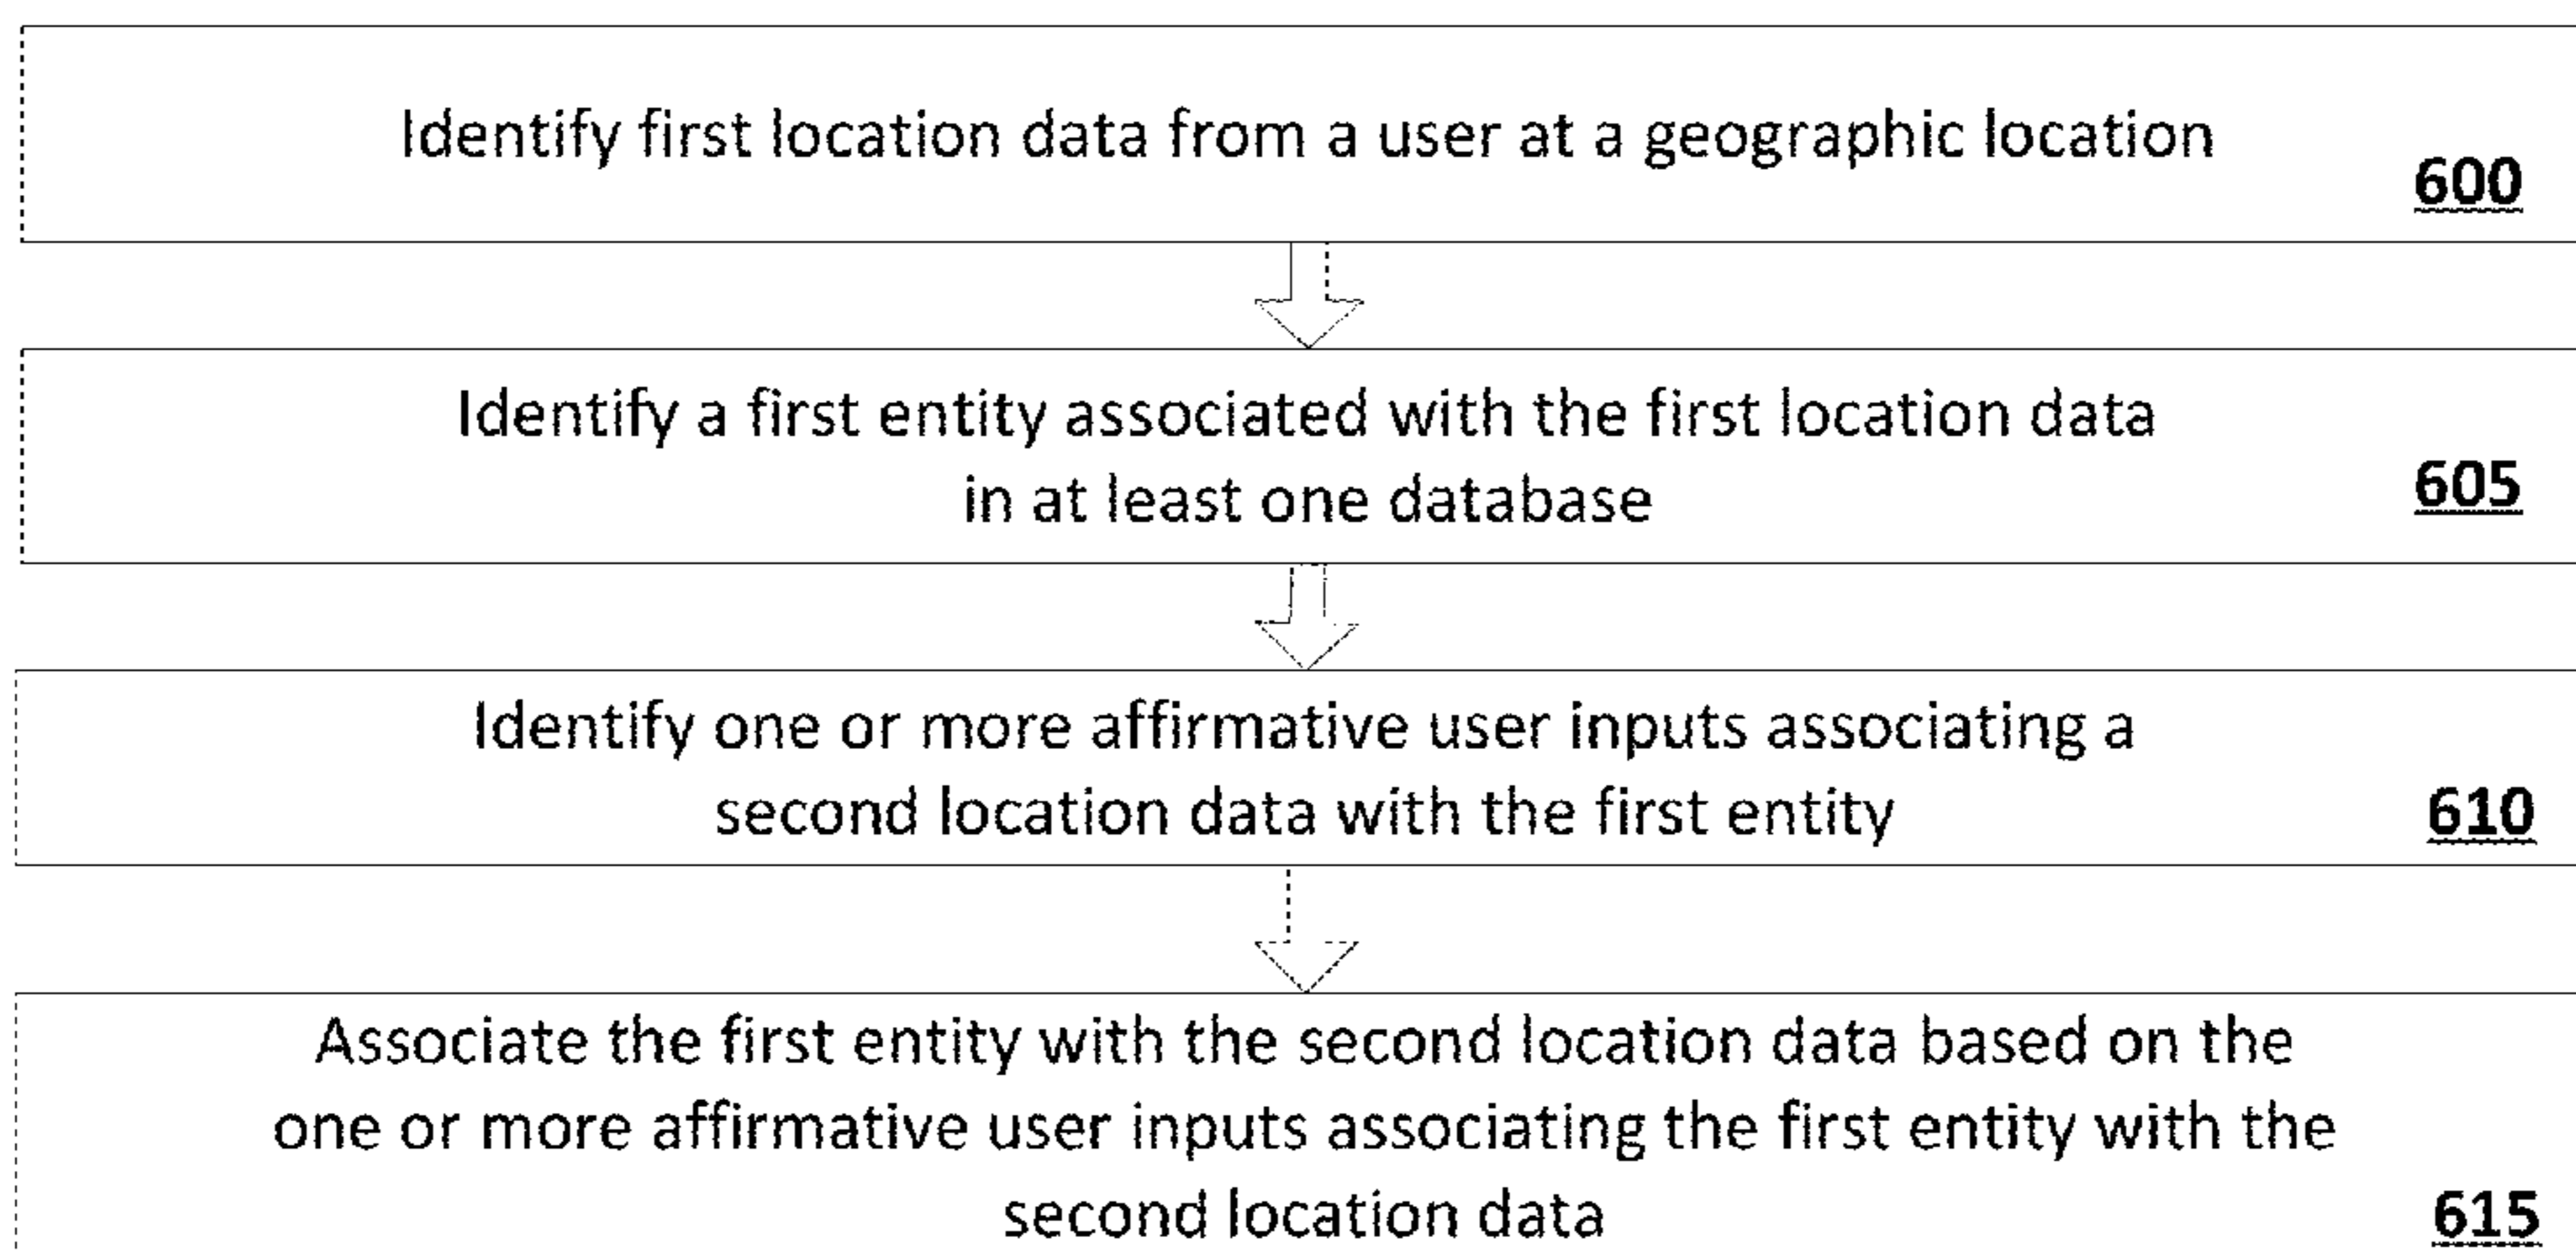 Identify first location data from a user at a geographic location
600
Identify a first entity associated with the first location data
in at least one database
605
Identify one or more affirmative user inputs associating a
second location data with the first entity
610
Associate the first entity with the second location data based on the
one or more affirmative user inputs associating the first entity with the
second location data
615